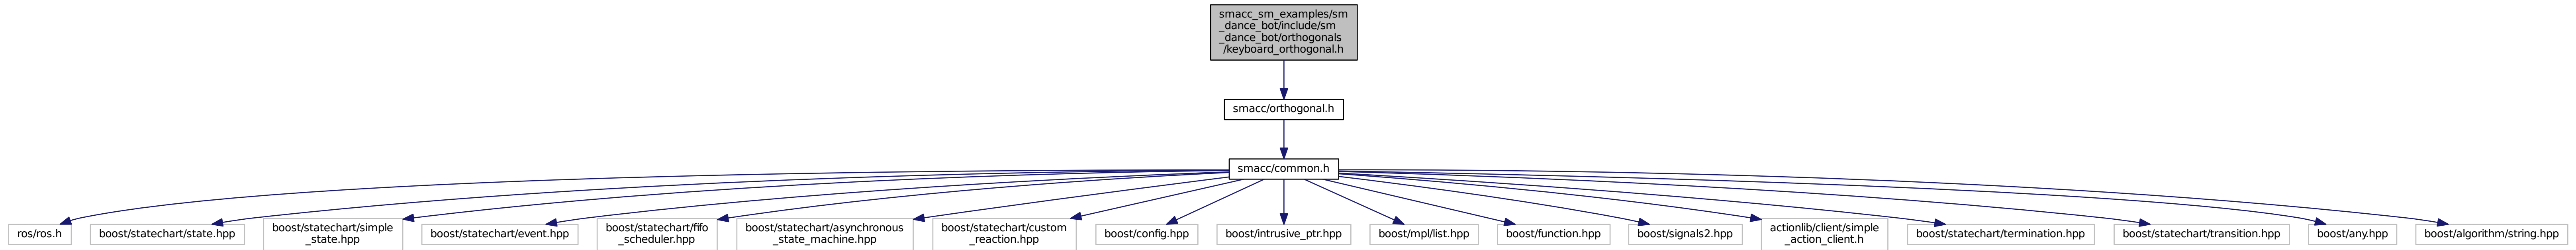 smacc_sm_examples/sm
_dance_bot/include/sm
_dance_bot/orthogonals
/keyboard_orthogonal.h
smacc/orthogonal.h
smacc/common.h
ros/ros.h
boost/statechart/state.hpp
boost/statechart/simple
_state.hpp
boost/statechart/event.hpp
boost/statechart/fifo
_scheduler.hpp
boost/statechart/asynchronous
_state_machine.hpp
boost/statechart/custom
_reaction.hpp
boost/config.hpp
boost/intrusive_ptr.hpp
boost/mpl/list.hpp
boost/function.hpp
boost/signals2.hpp
actionlib/client/simple
_action_client.h
boost/statechart/termination.hpp
boost/statechart/transition.hpp
boost/any.hpp
boost/algorithm/string.hpp